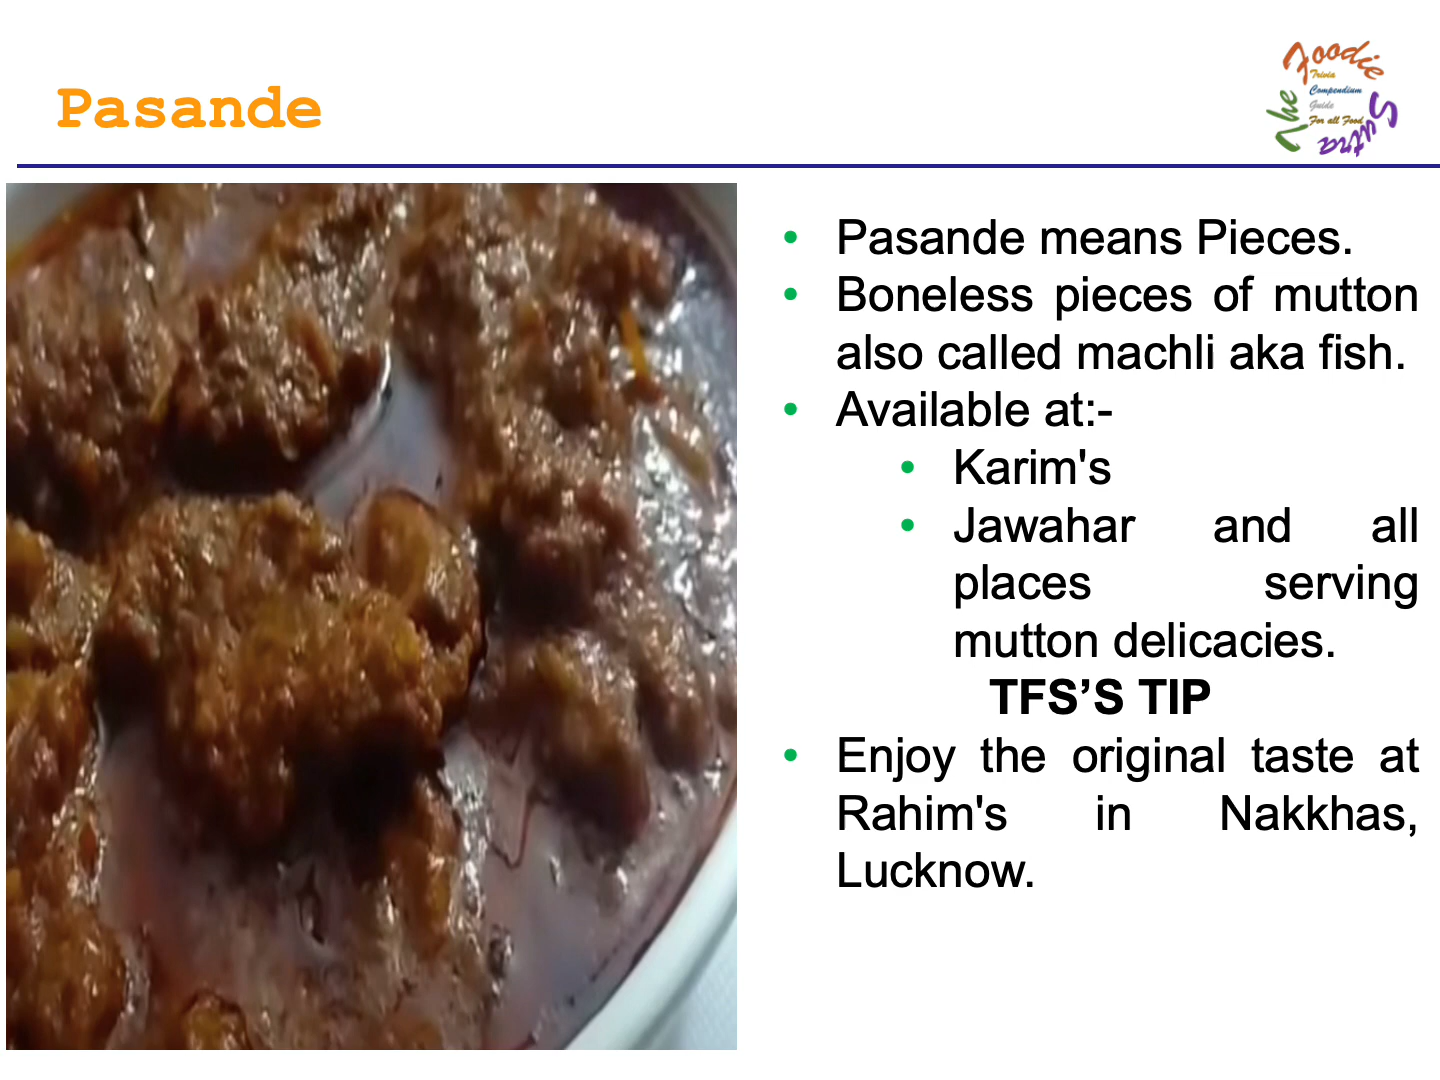 Pasande
The Foodie Sutra
Trivia
Compendium
Guide
For all Food
• Pasande means Pieces.
• Boneless pieces of mutton
also called machli aka fish.
• Available at:-
• Karim's
• Jawahar and all
places serving
mutton delicacies.
TFS’S TIP
• Enjoy the original taste at
Rahim's in Nakkhas,
Lucknow.